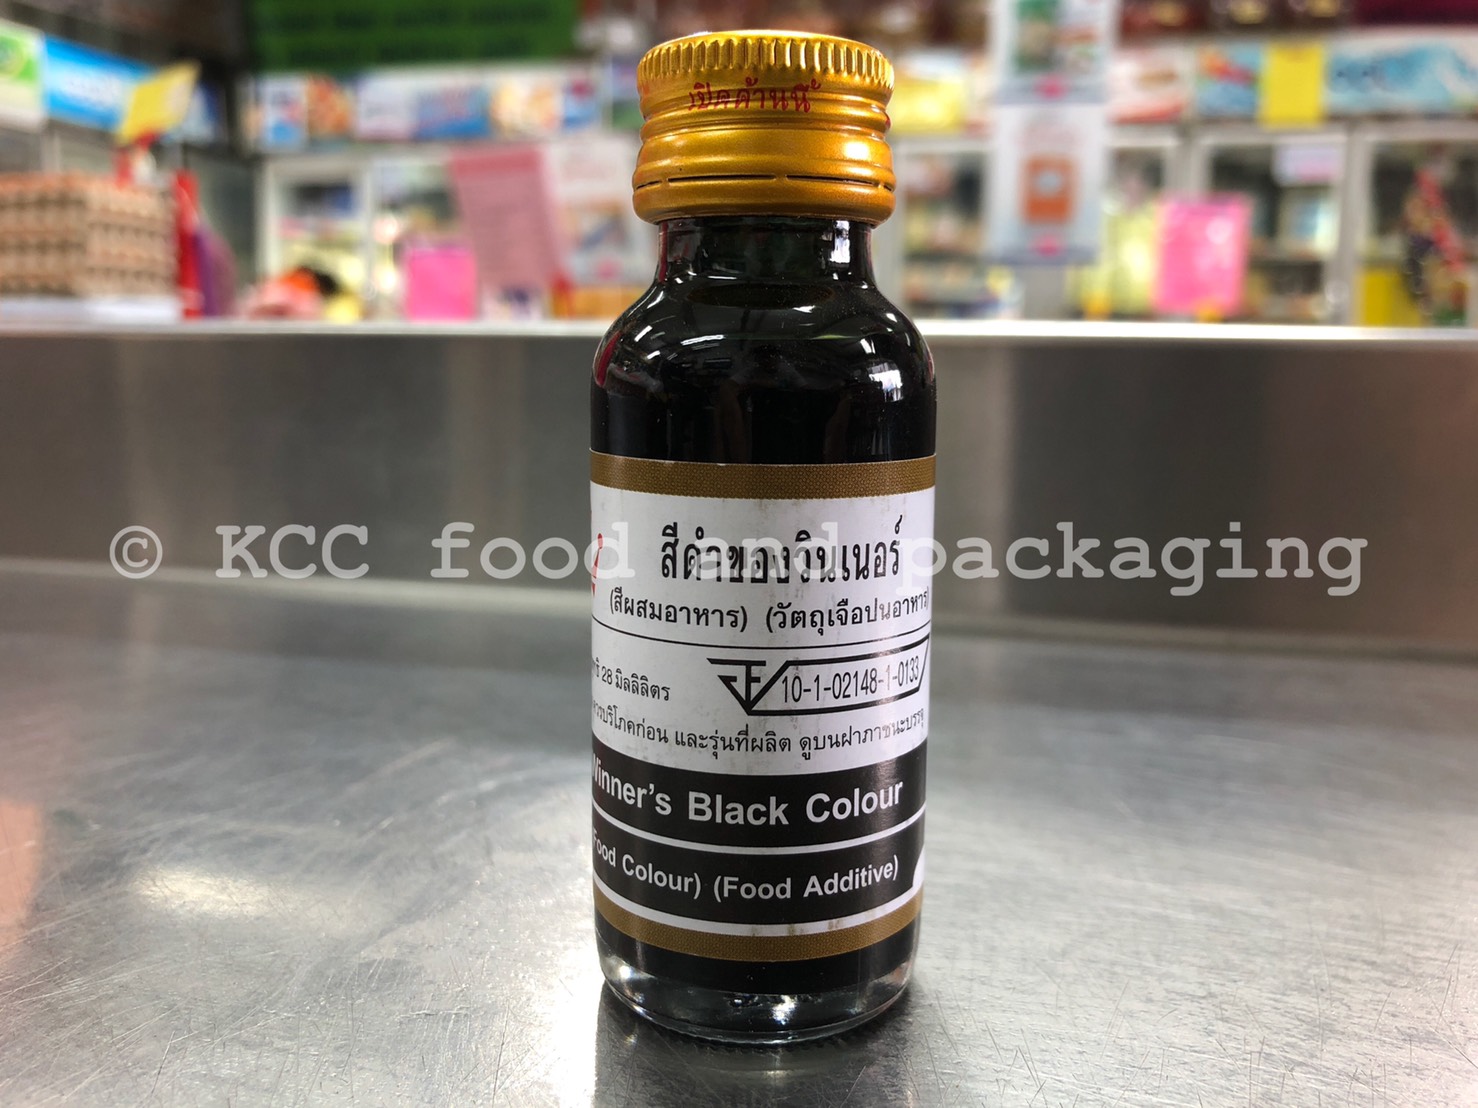 เปิดด้านนี้
© KCC food and packaging
สีดำของวินเนอร์
(สีผสมอาหาร) (วัตถุเจือปนอาหาร)
28 มิลลิลิตร
10-1-02148-1-0133
ควรบริโภคก่อน และรุ่นที่ผลิต ดูบนฝาภาชนะบรรจุ
Winner's Black Colour
(Food Colour) (Food Additive)